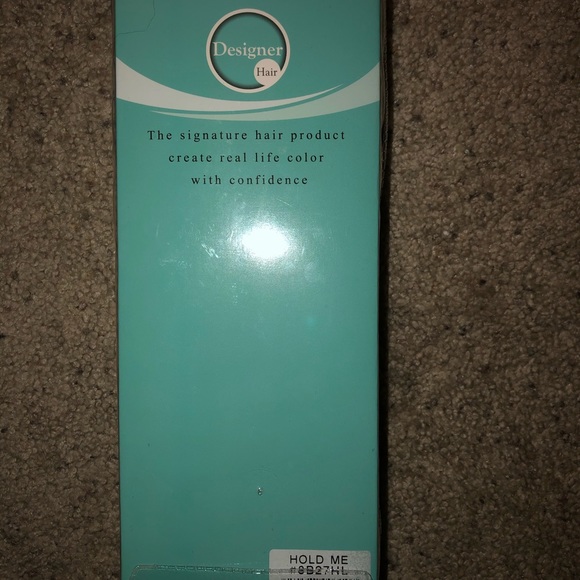 Designer
Hair
The signature hair product
create real life color
with confidence
HOLD ME